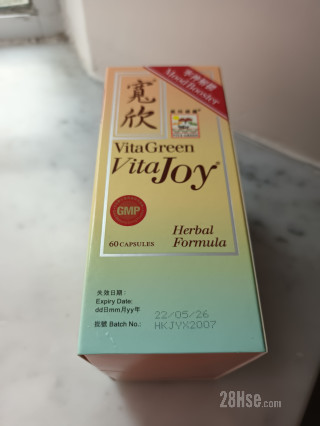 Mood Booster
寬
欣
VitaGreen
VitaJoy®
GMP
Herbal
60 CAPSULES Formula
失效日期：
Expiry Date: 22/05/26
dd日mm月yy年
批號 Batch No.: HKJYX2007
28Hse.com